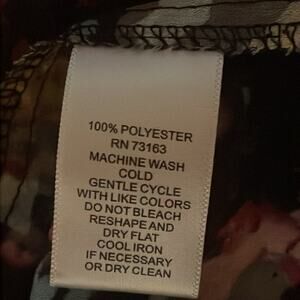 100% POLYESTER
RN 73163
MACHINE WASH
COLD
GENTLE CYCLE
WITH LIKE COLORS
DO NOT BLEACH
RESHAPE AND
DRY FLAT
COOL IRON
IF NECESSARY
OR DRY CLEAN